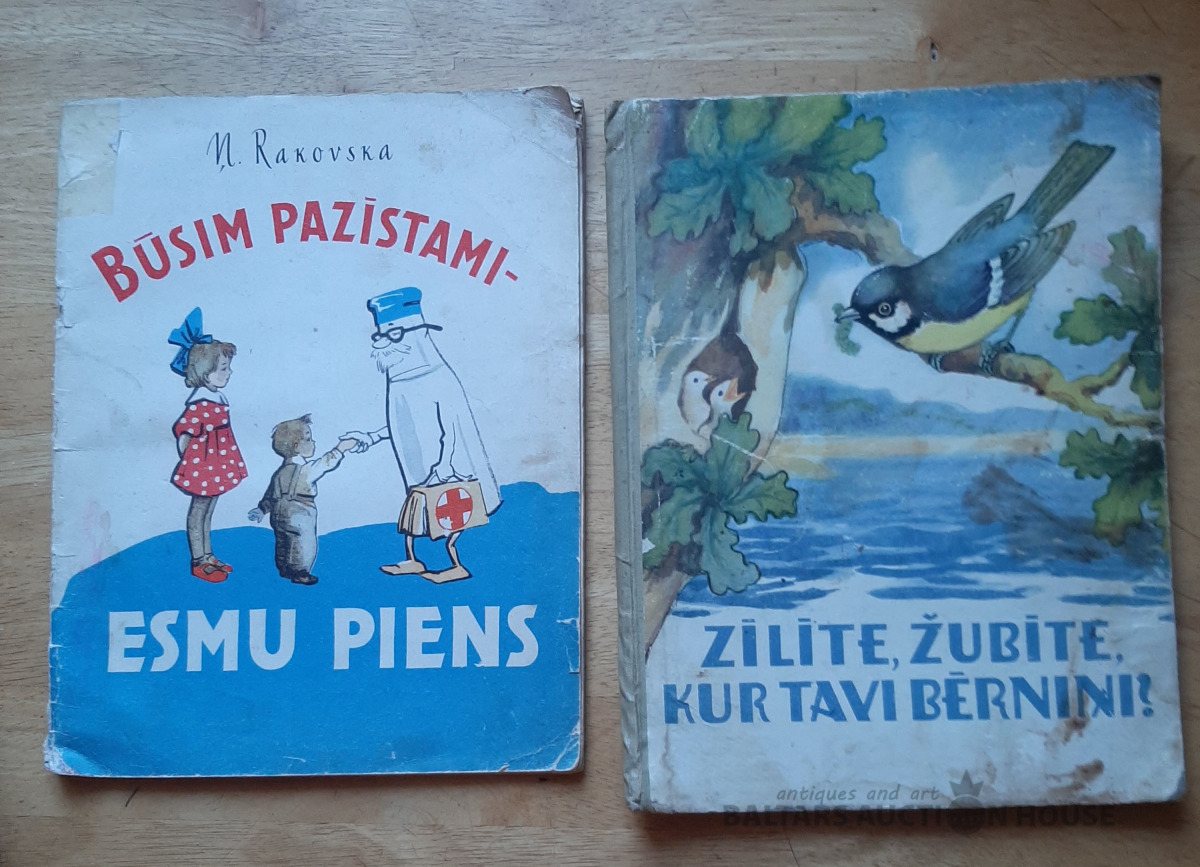 Ņ. Rakovska
BŪSIM PAZĪSTAMI-
ESMU PIENS
ZĪLĪTE, ŽUBĪTE,
KUR TAVI BĒRNIŅI?
antiques and art
BALTARS AUCTION HOUSE